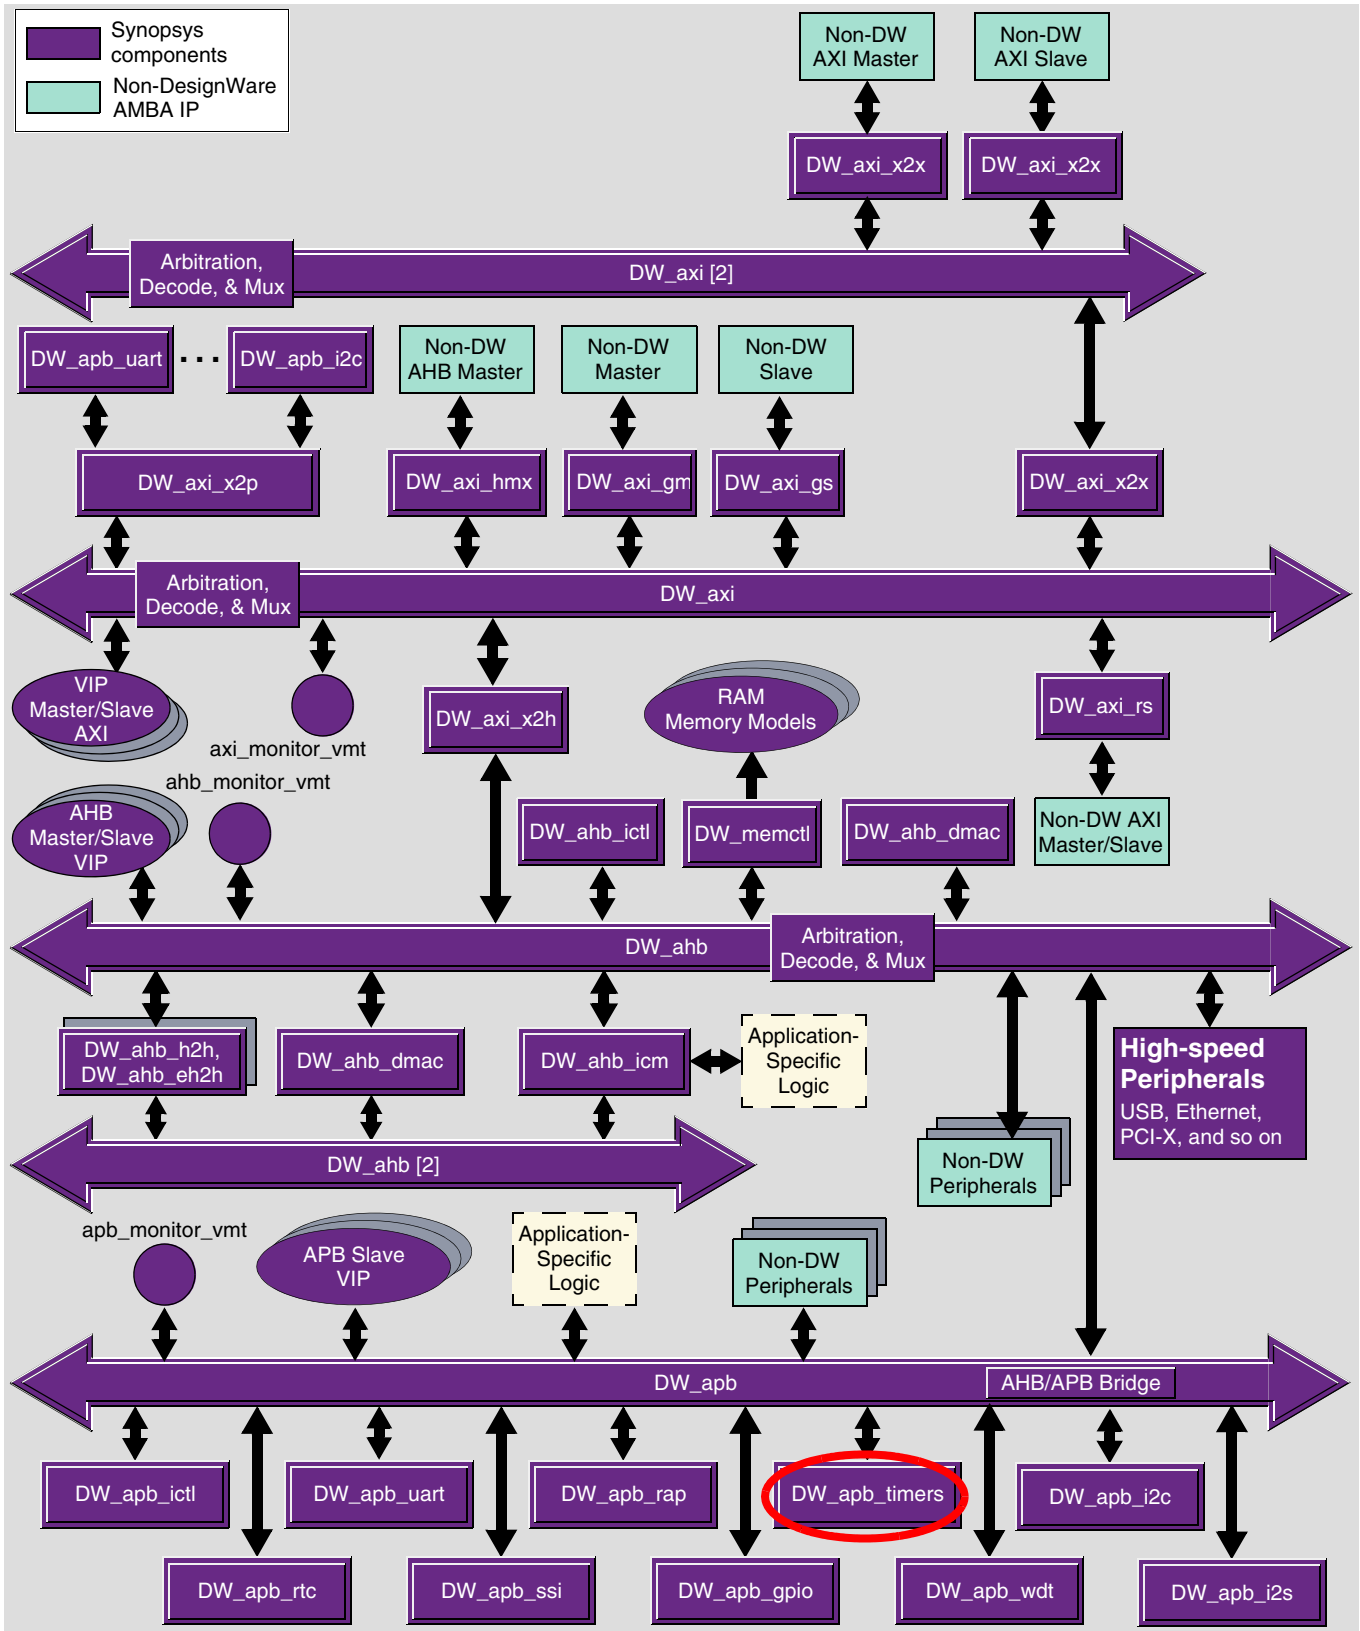 Synopsys
components
Non-DesignWare
AMBA IP
Non-DW
AXI Master
Non-DW
AXI Slave
DW_axi_x2x
DW_axi_x2x
Arbitration,
Decode, & Mux
DW_axi [2]
DW_apb_uart
. . .
DW_apb_i2c
Non-DW
AHB Master
Non-DW
Master
Non-DW
Slave
DW_axi_x2p
DW_axi_hmx
DW_axi_gm
DW_axi_gs
DW_axi_x2x
Arbitration,
Decode, & Mux
DW_axi
VIP
Master/Slave
AXI
axi_monitor_vmt
DW_axi_x2h
RAM
Memory Models
DW_axi_rs
ahb_monitor_vmt
AHB
Master/Slave
VIP
DW_ahb_ictl
DW_memctl
DW_ahb_dmac
Non-DW AXI
Master/Slave
DW_ahb
Arbitration,
Decode, & Mux
DW_ahb_h2h,
DW_ahb_eh2h
DW_ahb_dmac
DW_ahb_icm
Application-
Specific
Logic
High-speed
Peripherals
USB, Ethernet,
PCI-X, and so on
Non-DW
Peripherals
DW_ahb [2]
apb_monitor_vmt
APB Slave
VIP
Application-
Specific
Logic
Non-DW
Peripherals
DW_apb
AHB/APB Bridge
DW_apb_ictl
DW_apb_uart
DW_apb_rap
DW_apb_timers
DW_apb_i2c
DW_apb_rtc
DW_apb_ssi
DW_apb_gpio
DW_apb_wdt
DW_apb_i2s